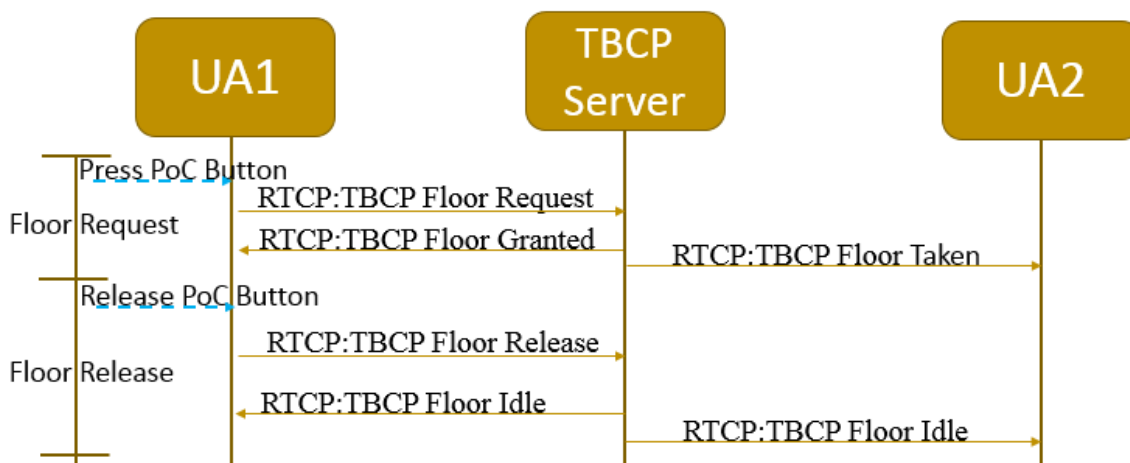 UA1
TBCP
Server
UA2
Press PoC Button
RTCP:TBCP Floor Request
Floor Request
RTCP:TBCP Floor Granted
RTCP:TBCP Floor Taken
Release PoC Button
RTCP:TBCP Floor Release
Floor Release
RTCP:TBCP Floor Idle
RTCP:TBCP Floor Idle